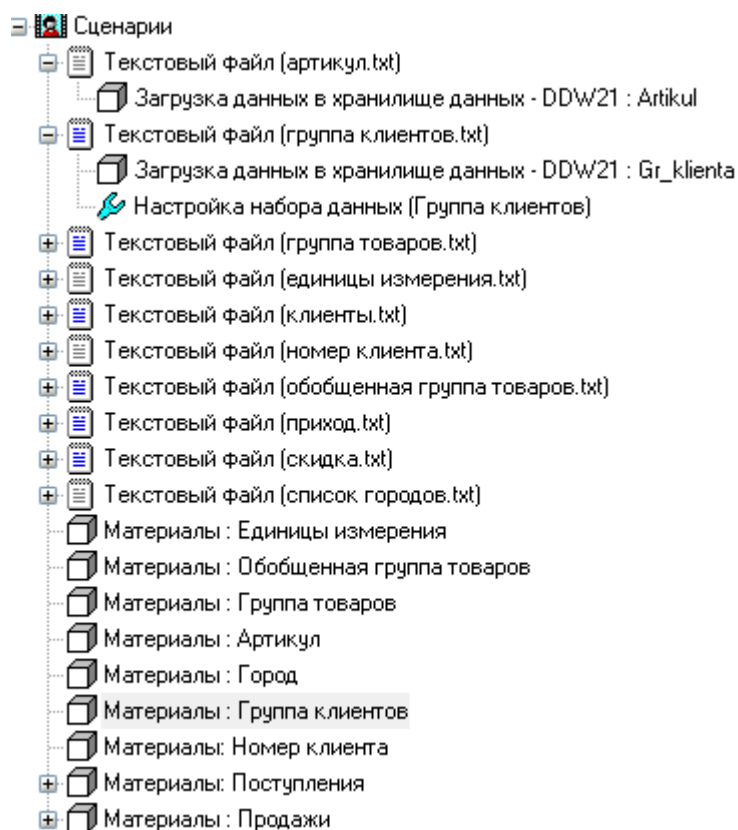 Сценарии
Текстовый файл (артикул.txt)
Загрузка данных в хранилище данных - DDW21 : Artikul
Текстовый файл (группа клиентов.txt)
Загрузка данных в хранилище данных - DDW21 : Gr_klienta
Настройка набора данных (Группа клиентов)
Текстовый файл (группа товаров.txt)
Текстовый файл (единицы измерения.txt)
Текстовый файл (клиенты.txt)
Текстовый файл (номер клиента.txt)
Текстовый файл (обобщенная группа товаров.txt)
Текстовый файл (приход.txt)
Текстовый файл (скидка.txt)
Текстовый файл (список городов.txt)
Материалы : Единицы измерения
Материалы : Обобщенная группа товаров
Материалы : Группа товаров
Материалы : Артикул
Материалы : Город
Материалы : Группа клиентов
Материалы: Номер клиента
Материалы: Поступления
Материалы : Продажи